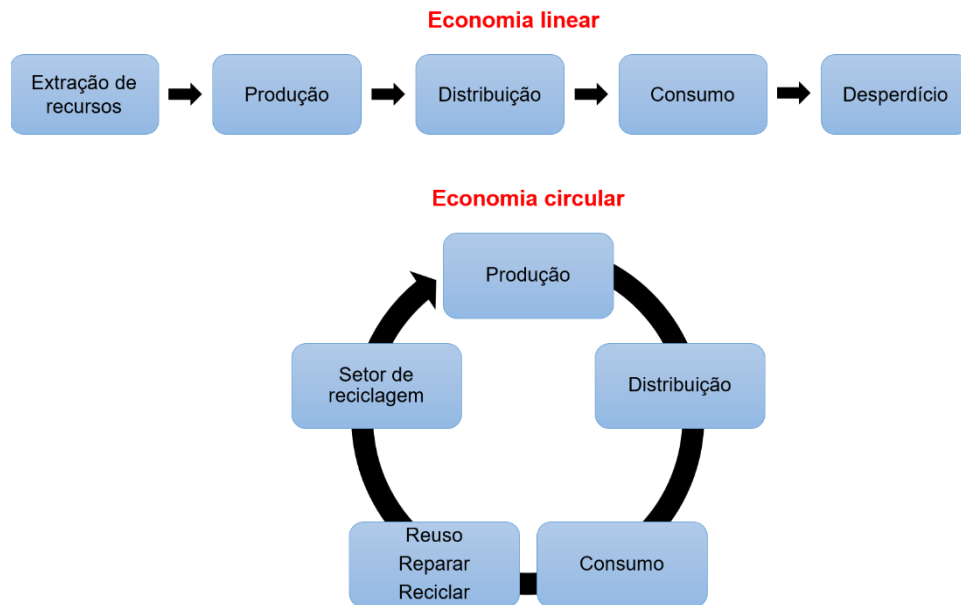 Economia linear
Extração de
recursos
Produção
Distribuição
Consumo
Desperdício
Economia circular
Produção
Distribuição
Consumo
Reuso
Reparar
Reciclar
Setor de
reciclagem